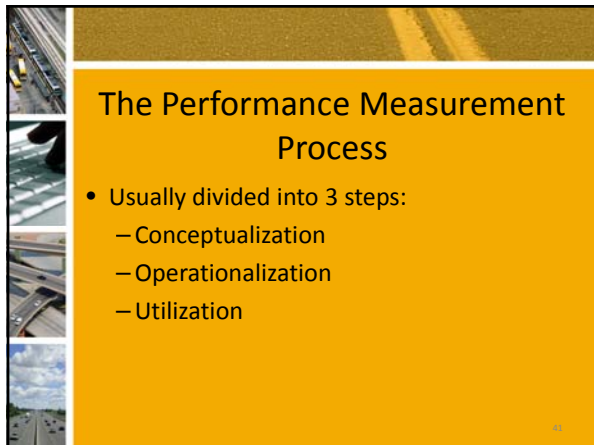 The Performance Measurement
Process
• Usually divided into 3 steps:
– Conceptualization
– Operationalization
– Utilization
41